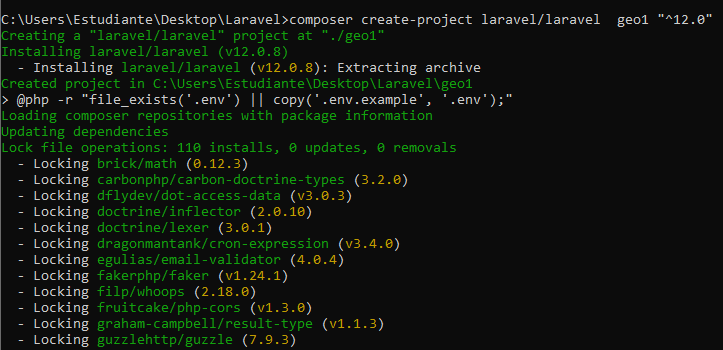 C:\Users\Estudiante\Desktop\Laravel>composer create-project laravel/laravel  geo1 "^12.0"
Creating a "laravel/laravel" project at "./geo1"
Installing laravel/laravel (v12.0.8)
  - Installing laravel/laravel (v12.0.8): Extracting archive
Created project in C:\Users\Estudiante\Desktop\Laravel\geo1
> @php -r "file_exists('.env') || copy('.env.example', '.env');"
Loading composer repositories with package information
Updating dependencies
Lock file operations: 110 installs, 0 updates, 0 removals
  - Locking brick/math (0.12.3)
  - Locking carbonphp/carbon-doctrine-types (3.2.0)
  - Locking dflydev/dot-access-data (v3.0.3)
  - Locking doctrine/inflector (2.0.10)
  - Locking doctrine/lexer (3.0.1)
  - Locking dragonmantank/cron-expression (v3.4.0)
  - Locking egulias/email-validator (4.0.4)
  - Locking fakerphp/faker (v1.24.1)
  - Locking filp/whoops (2.18.0)
  - Locking fruitcake/php-cors (v1.3.0)
  - Locking graham-campbell/result-type (v1.1.3)
  - Locking guzzlehttp/guzzle (7.9.3)